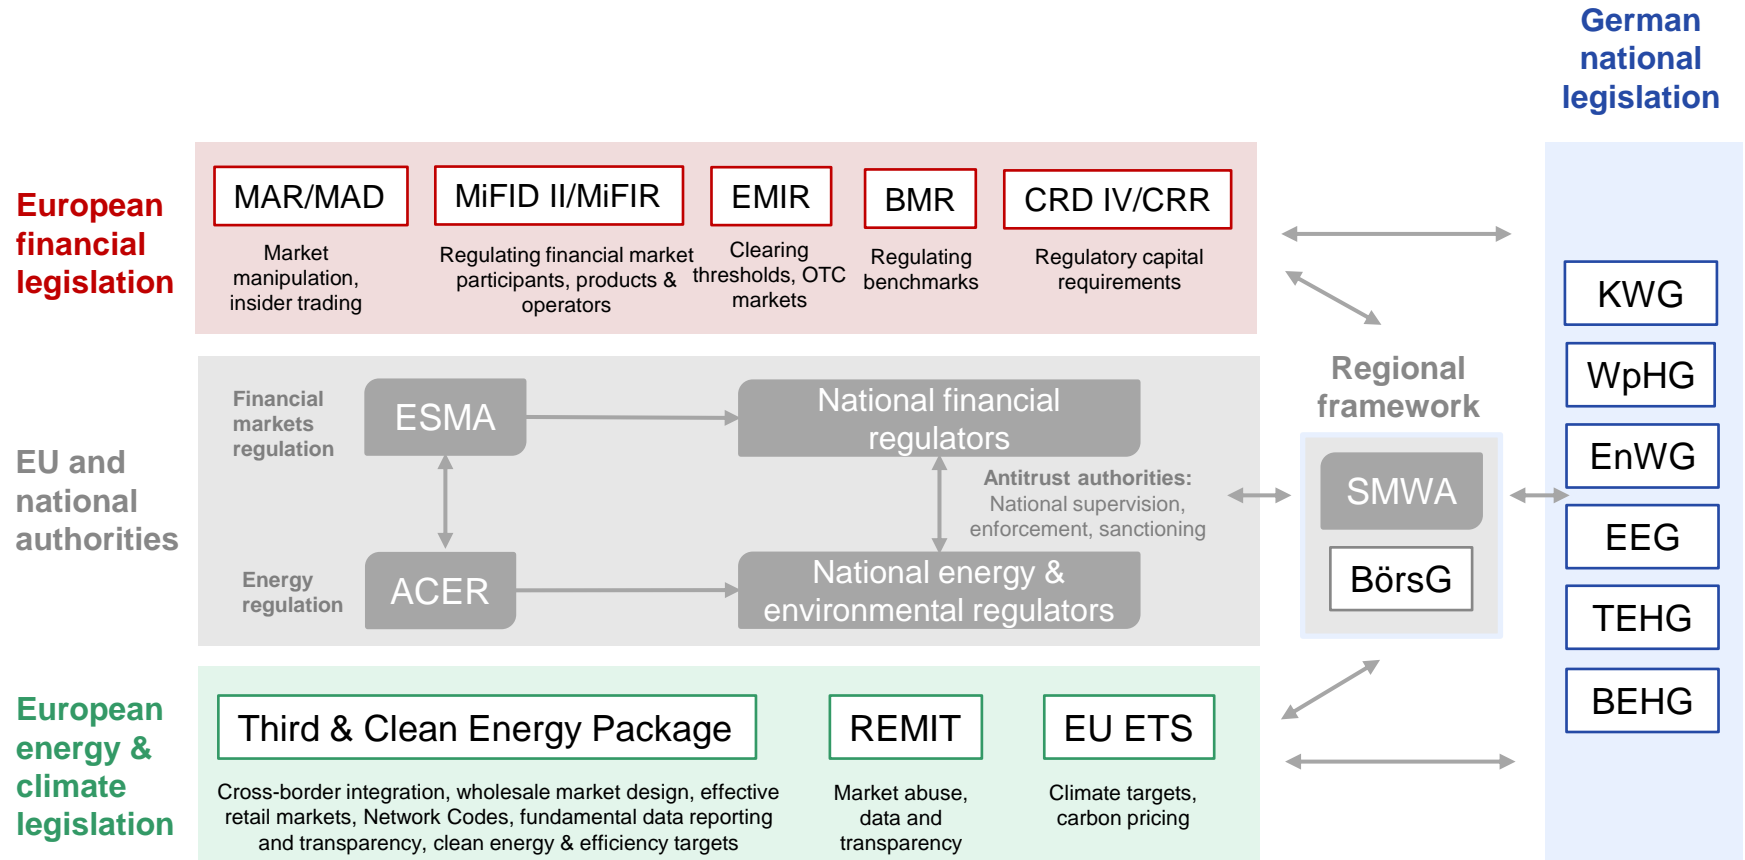 German
national
legislation
European
financial
legislation
MAR/MAD
Market
manipulation,
insider trading
MiFID II/MiFIR
Regulating financial market
participants, products &
operators
EMIR
Clearing
thresholds, OTC
markets
BMR
Regulating
benchmarks
CRD IV/CRR
Regulatory capital
requirements
EU and
national
authorities
Financial
markets
regulation
ESMA
National financial
regulators
Antitrust authorities:
National supervision,
enforcement, sanctioning
Energy
regulation
ACER
National energy &
environmental regulators
Regional
framework
SMWA
BörsG
KWG
WpHG
EnWG
EEG
TEHG
BEHG
European
energy &
climate
legislation
Third & Clean Energy Package
Cross-border integration, wholesale market design, effective
retail markets, Network Codes, fundamental data reporting
and transparency, clean energy & efficiency targets
REMIT
Market abuse,
data and
transparency
EU ETS
Climate targets,
carbon pricing